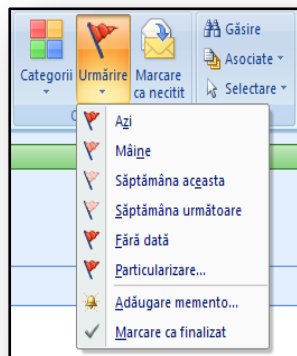 Găsire
Asociate
Categorii Urmărire Marcare
ca necitit
Selectare
Azi
Mâine
Săptămâna aceasta
Săptămâna următoare
Fără dată
Particularizare...
Adăugare memento...
Marcare ca finalizat